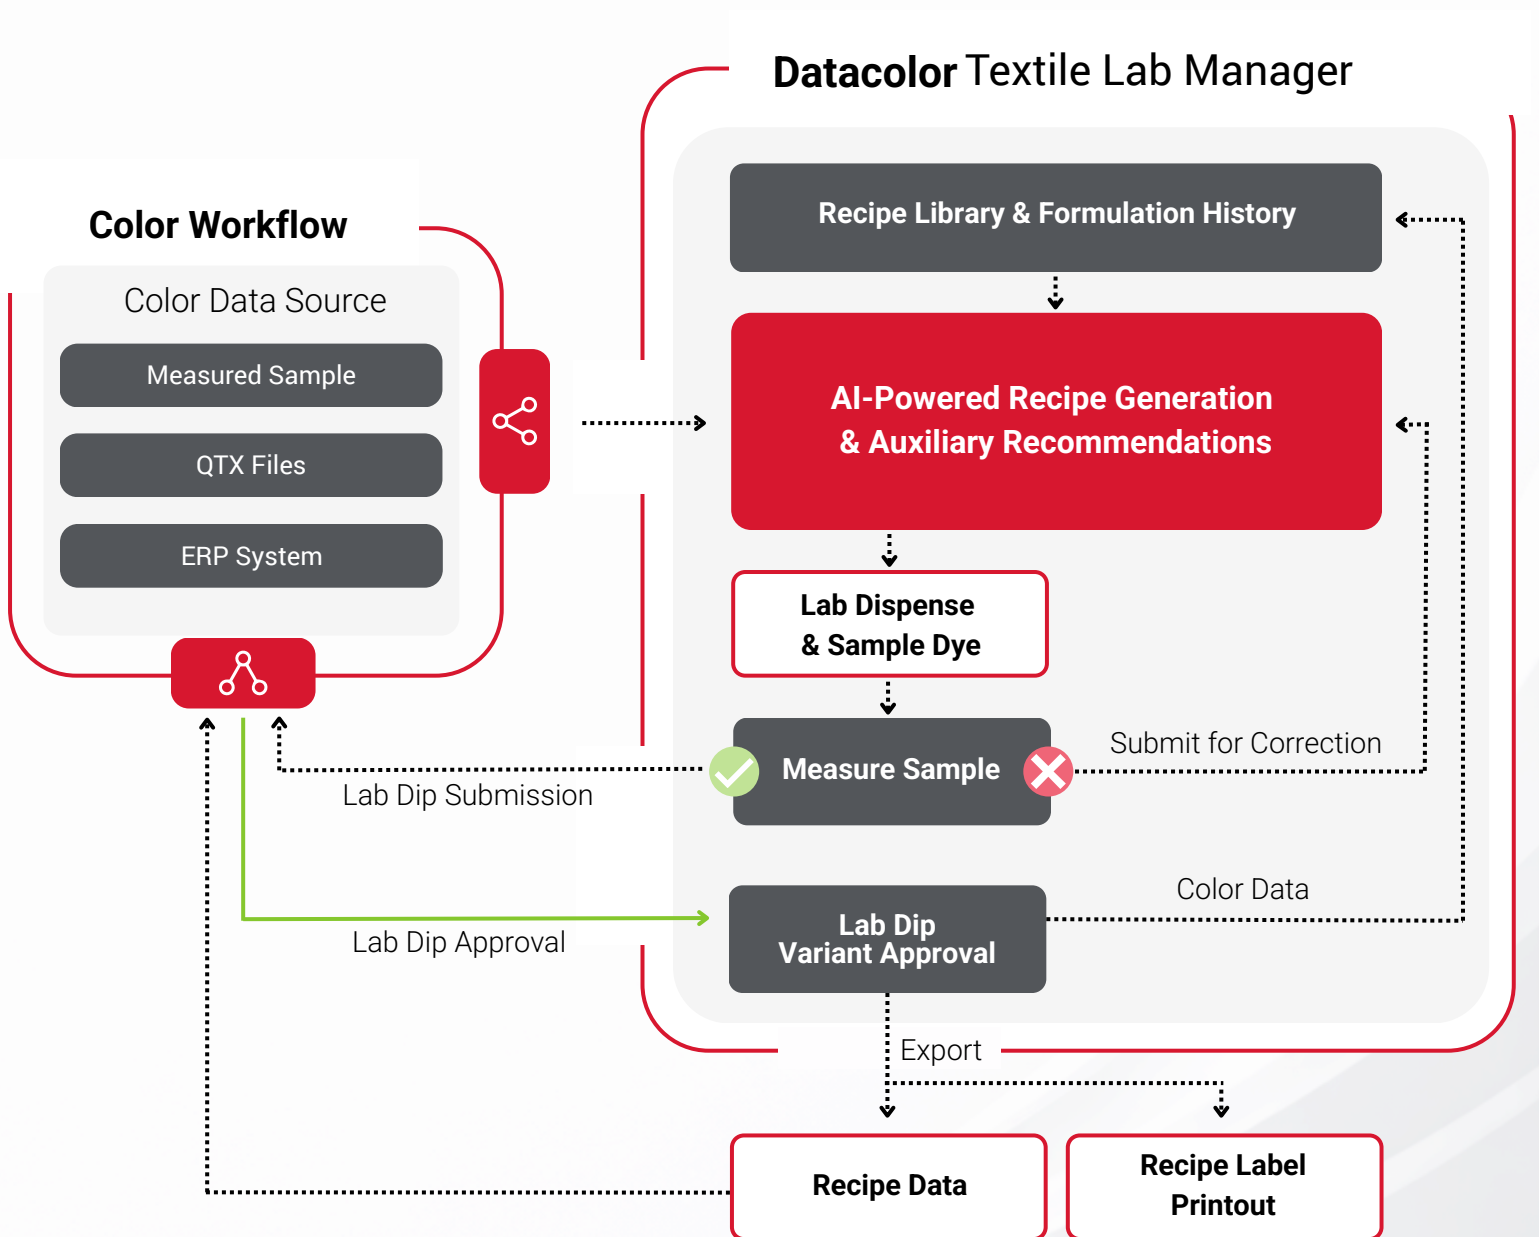 Datacolor Textile Lab Manager
Color Workflow
Color Data Source
Measured Sample
QTX Files
ERP System
Recipe Library & Formulation History
AI-Powered Recipe Generation
& Auxiliary Recommendations
Lab Dispense
& Sample Dye
Measure Sample
Submit for Correction
Lab Dip Submission
Color Data
Lab Dip
Variant Approval
Lab Dip Approval
Export
Recipe Data
Recipe Label
Printout